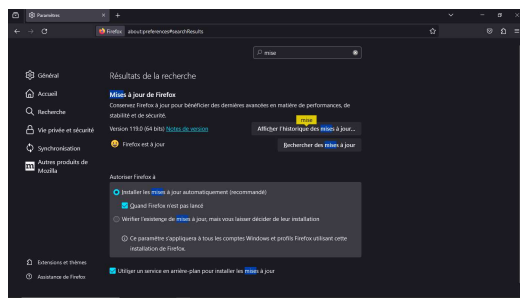 Paramètres
Firefox about:preferences#searchResults
mise
Général
Accueil
Recherche
Vie privée et sécurité
Synchronisation
Autres produits de
Mozilla
Extensions et thèmes
Assistance de Firefox
Résultats de la recherche
Mises à jour de Firefox
Conservez Firefox à jour pour bénéficier des dernières avancées en matière de performances, de
stabilité et de sécurité.
Version 119.0 (64 bits) Notes de version
mise
Afficher l'historique des mises à jour...
Firefox est à jour
Rechercher des mises à jour
Autoriser Firefox à
Installer les mises à jour automatiquement (recommandé)
Quand Firefox n'est pas lancé
Vérifier l'existence de mises à jour, mais vous laisser décider de leur installation
Ce paramètre s'appliquera à tous les comptes Windows et profils Firefox utilisant cette
installation de Firefox.
Utiliser un service en arrière-plan pour installer les mises à jour